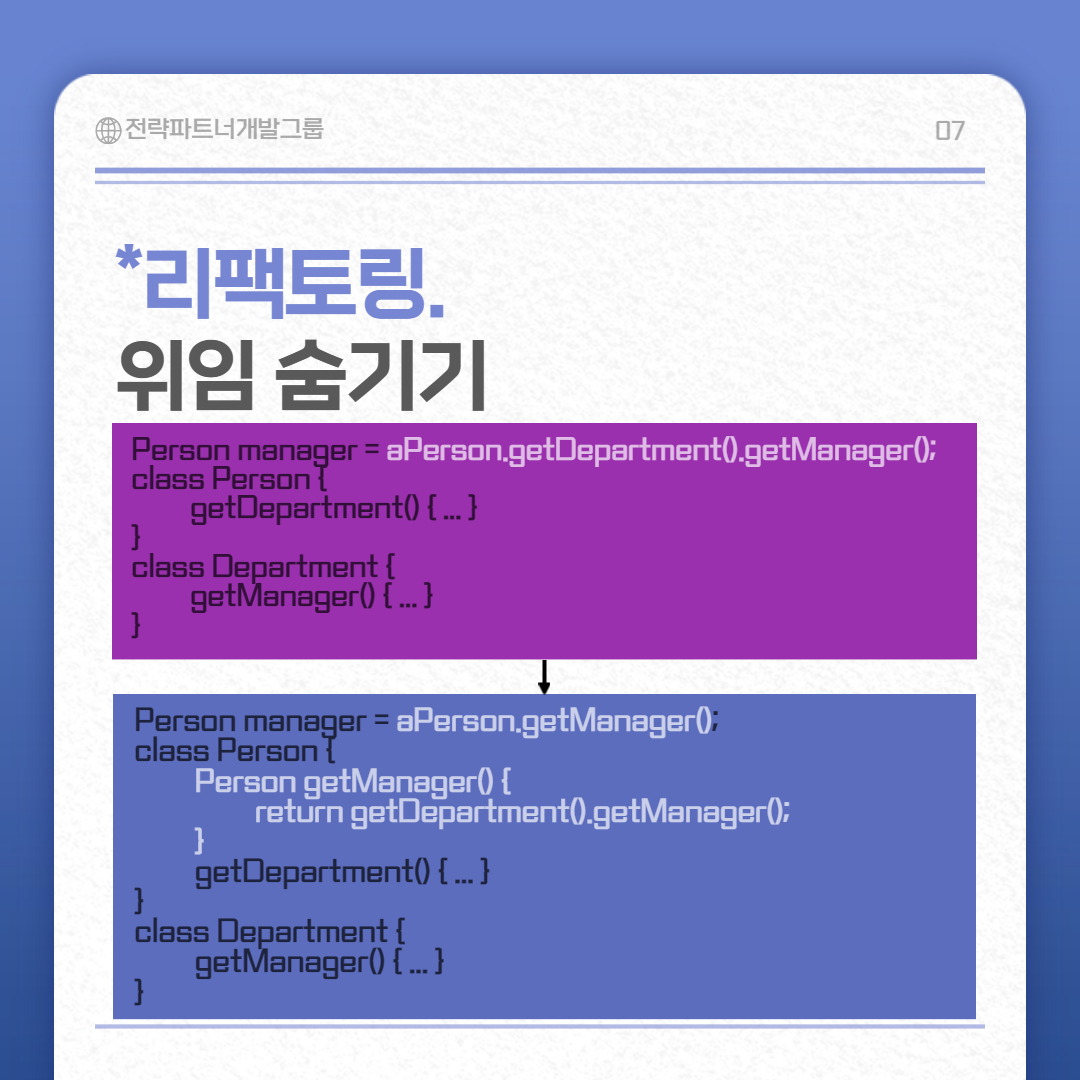 전략파트너개발그룹
07
*리팩토링.
위임 숨기기
Person manager = aPerson.getDepartment().getManager();
class Person {
getDepartment() { ... }
}
class Department {
getManager() { ... }
}
Person manager = aPerson.getManager();
class Person {
Person getManager() {
return getDepartment().getManager();
}
getDepartment() { ... }
}
class Department {
getManager() { ... }
}